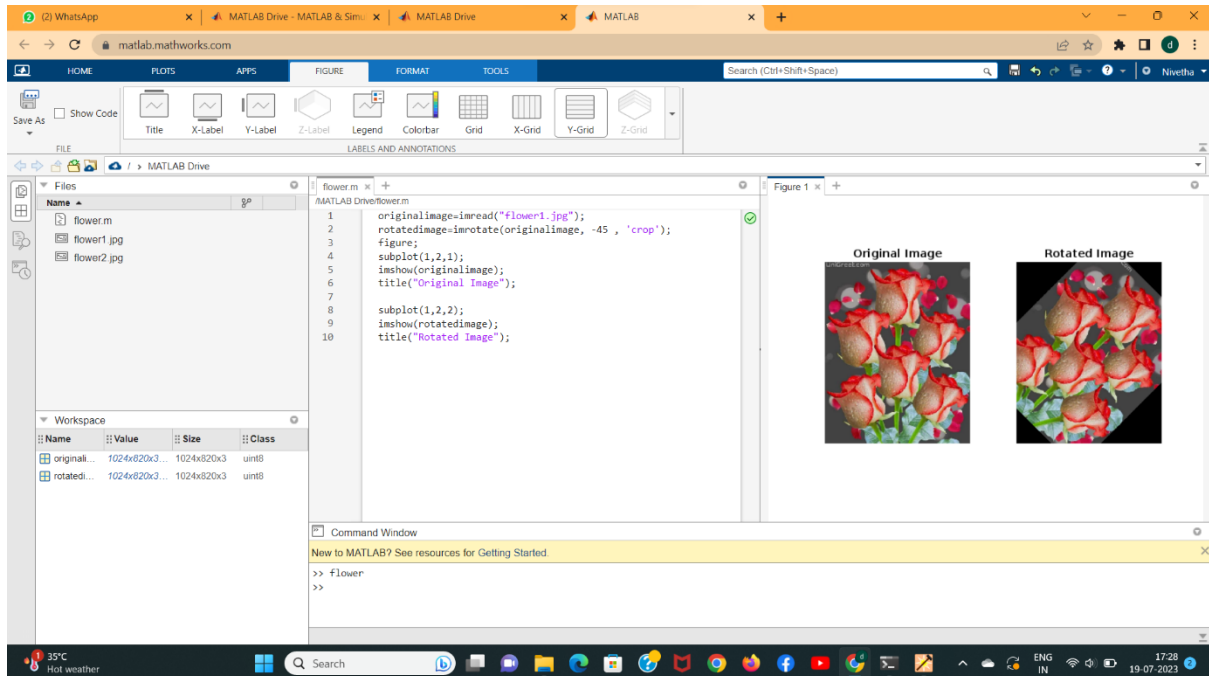 (2) WhatsApp
MATLAB Drive - MATLAB & Simu
MATLAB Drive
MATLAB
matlab.mathworks.com
d
HOME PLOTS APPS FIGURE FORMAT TOOLS Search (Ctrl+Shift+Space) Nivetha
Save As
Show Code
Title X-Label Y-Label Z-Label Legend Colorbar Grid X-Grid Y-Grid Z-Grid
FILE LABELS AND ANNOTATIONS
/ > MATLAB Drive
Files
Name
flower.m
flower1.jpg
flower2.jpg
Workspace
Name Value Size Class
originali... 1024x820x3... 1024x820x3 uint8
rotatedi... 1024x820x3... 1024x820x3 uint8
flower.m
/MATLAB Drive/flower.m
1 originalimage=imread("flower1.jpg");
2 rotatedimage=imrotate(originalimage, -45 , 'crop');
3 figure;
4 subplot(1,2,1);
5 imshow(originalimage);
6 title("Original Image");
7
8 subplot(1,2,2);
9 imshow(rotatedimage);
10 title("Rotated Image");
Figure 1
Original Image Rotated Image
Command Window
New to MATLAB? See resources for Getting Started.
>> flower
>>
1
35°C
Hot weather
Search
ENG
IN
17:28
19-07-2023
2